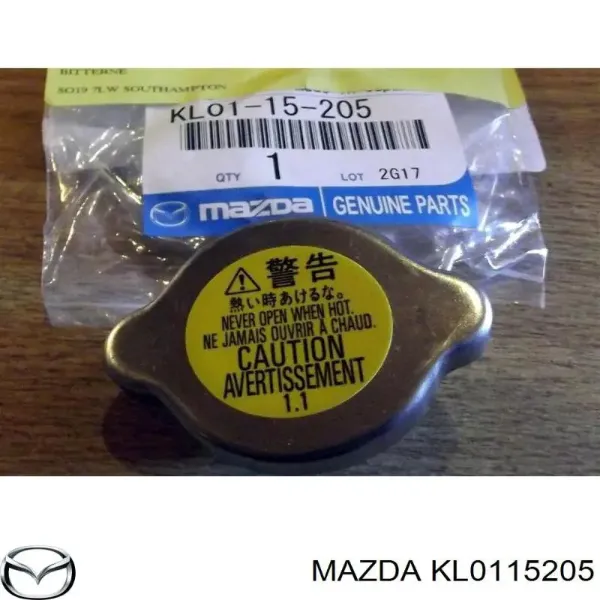 BITTERNE
SO19 7LW SOUTHAMPTON
KL01-15-205
QTY 1 LOT 2G17
mazda GENUINE PARTS
警告
熱い時あけるな。
NEVER OPEN WHEN HOT.
NE JAMAIS OUVRIR À CHAUD.
CAUTION
AVERTISSEMENT
1.1
MAZDA KL0115205